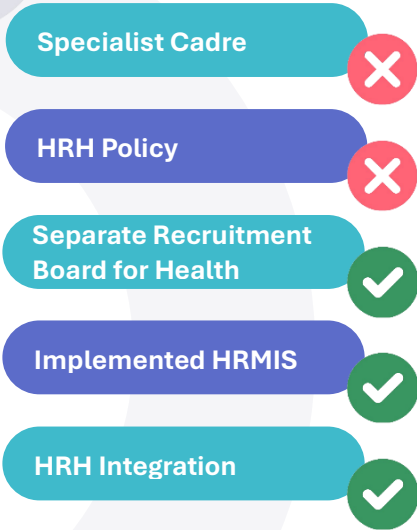 Specialist Cadre
HRH Policy
Separate Recruitment
Board for Health
Implemented HRMIS
HRH Integration